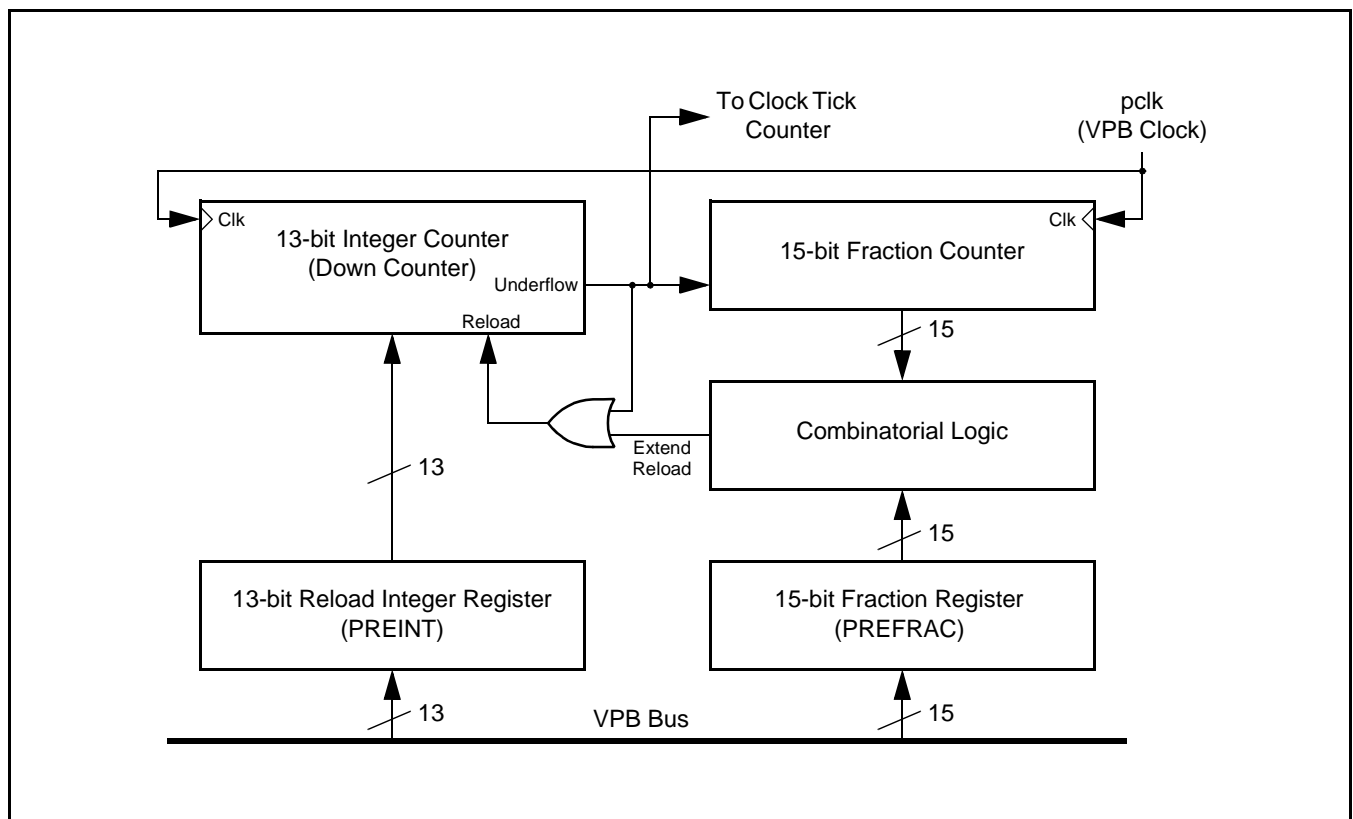 To Clock Tick
Counter
pclk
(VPB Clock)
Clk
13-bit Integer Counter
(Down Counter)
Underflow
Reload
Clk
15-bit Fraction Counter
15
Combinatorial Logic
Extend
Reload
13
15
13-bit Reload Integer Register
(PREINT)
15-bit Fraction Register
(PREFRAC)
13
VPB Bus
15